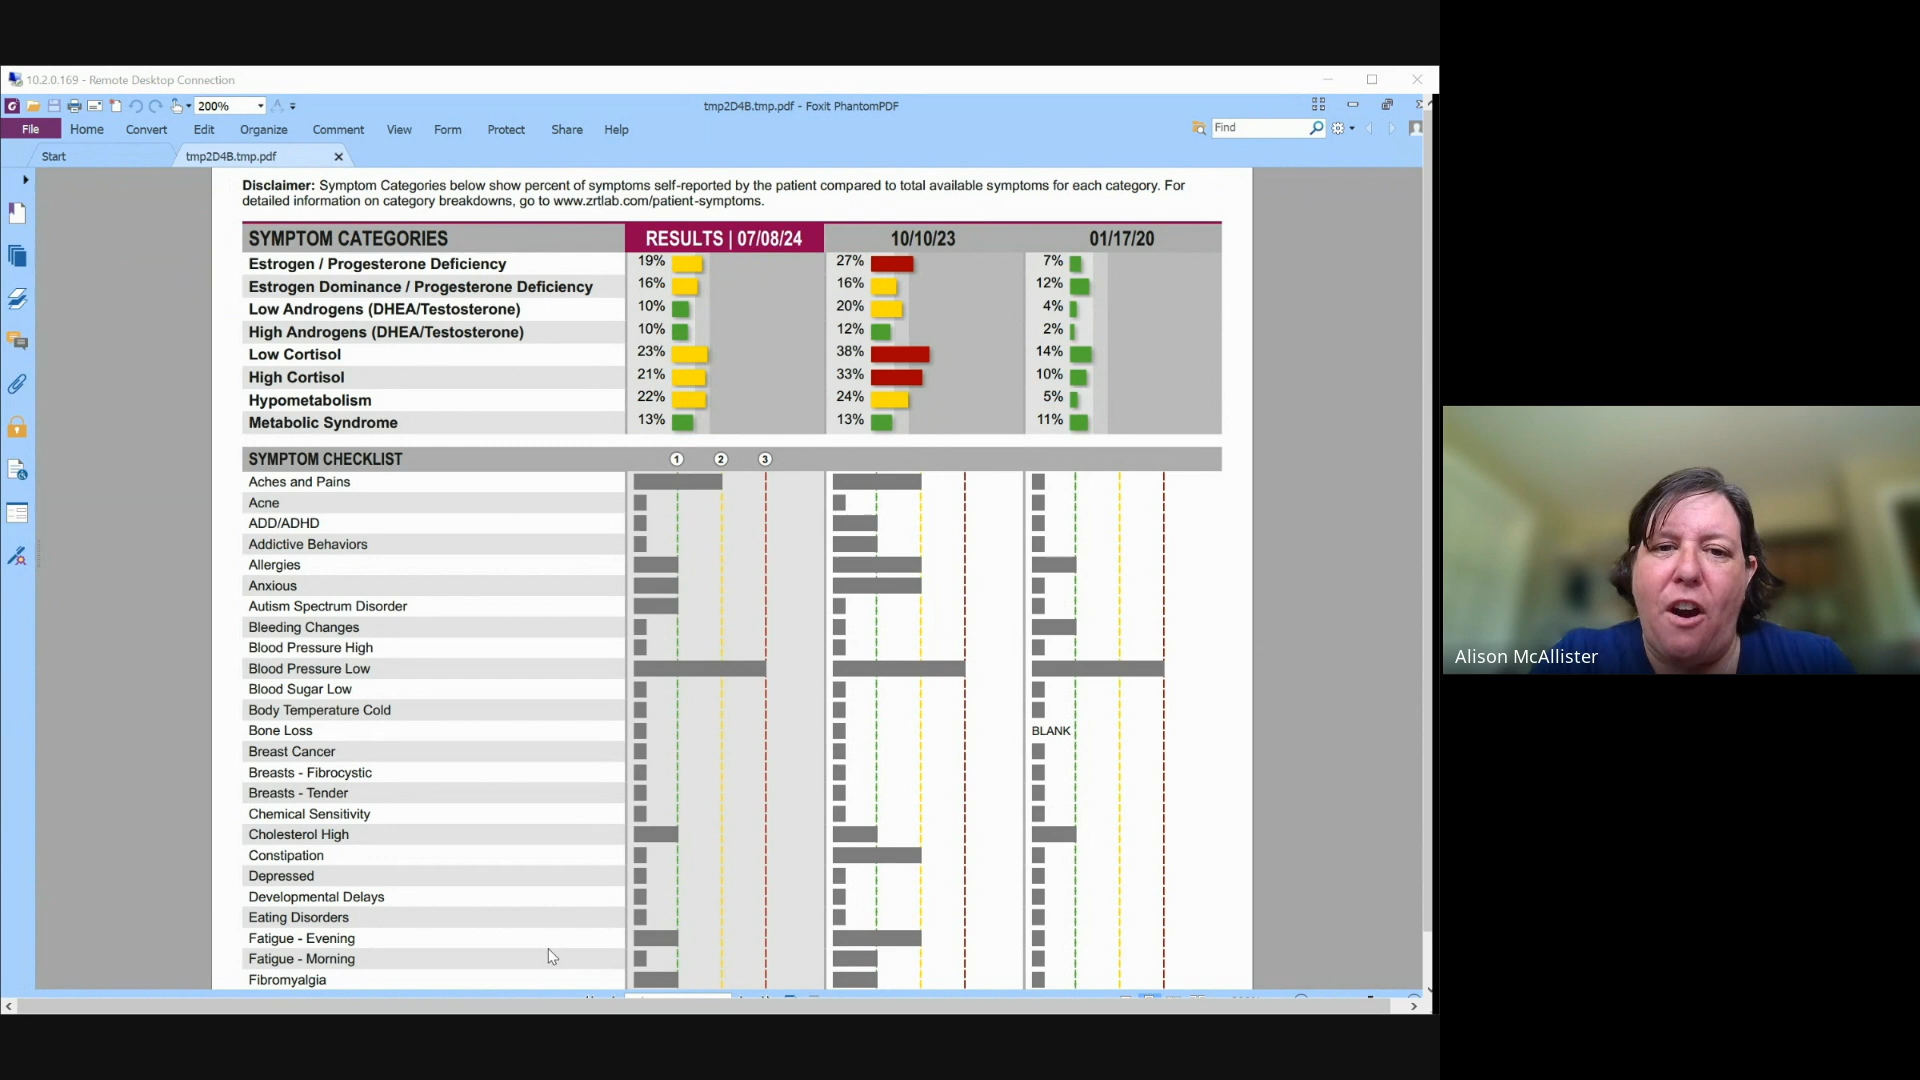 10.2.0.169 - Remote Desktop Connection
200%
tmp2D4B.tmp.pdf - Foxit PhantomPDF
File Home Convert Edit Organize Comment View Form Protect Share Help
Find
Start
tmp2D4B.tmp.pdf
Disclaimer: Symptom Categories below show percent of symptoms self-reported by the patient compared to total available symptoms for each category. For
detailed information on category breakdowns, go to www.zrtlab.com/patient-symptoms.
SYMPTOM CATEGORIES RESULTS | 07/08/24 10/10/23 01/17/20
Estrogen / Progesterone Deficiency 19% 27% 7%
Estrogen Dominance / Progesterone Deficiency 16% 16% 12%
Low Androgens (DHEA/Testosterone) 10% 20% 4%
High Androgens (DHEA/Testosterone) 10% 12% 2%
Low Cortisol 23% 38% 14%
High Cortisol 21% 33% 10%
Hypometabolism 22% 24% 5%
Metabolic Syndrome 13% 13% 11%
SYMPTOM CHECKLIST 1 2 3
Aches and Pains
Acne
ADD/ADHD
Addictive Behaviors
Allergies
Anxious
Autism Spectrum Disorder
Bleeding Changes
Blood Pressure High
Blood Pressure Low
Blood Sugar Low
Body Temperature Cold
Bone Loss BLANK
Breast Cancer
Breasts - Fibrocystic
Breasts - Tender
Chemical Sensitivity
Cholesterol High
Constipation
Depressed
Developmental Delays
Eating Disorders
Fatigue - Evening
Fatigue - Morning
Fibromyalgia
Alison McAllister